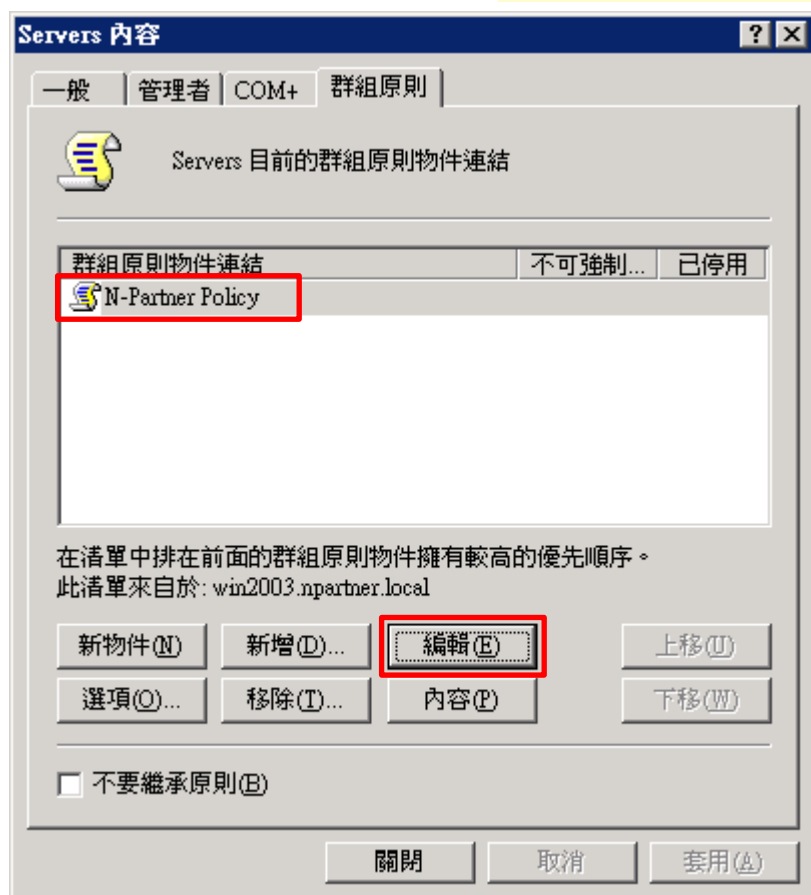 Servers 內容
一般 管理者 COM+ 群組原則
Servers 目前的群組原則物件連結
群組原則物件連結 不可強制... 已停用
N-Partner Policy
在清單中排在前面的群組原則物件擁有較高的優先順序。
此清單來自於: win2003.npartner.local
新物件(N) 新增(D)... 編輯(E) 上移(U)
選項(O)... 移除(T)... 內容(P) 下移(W)
不要繼承原則(B)
關閉 取消 套用(A)